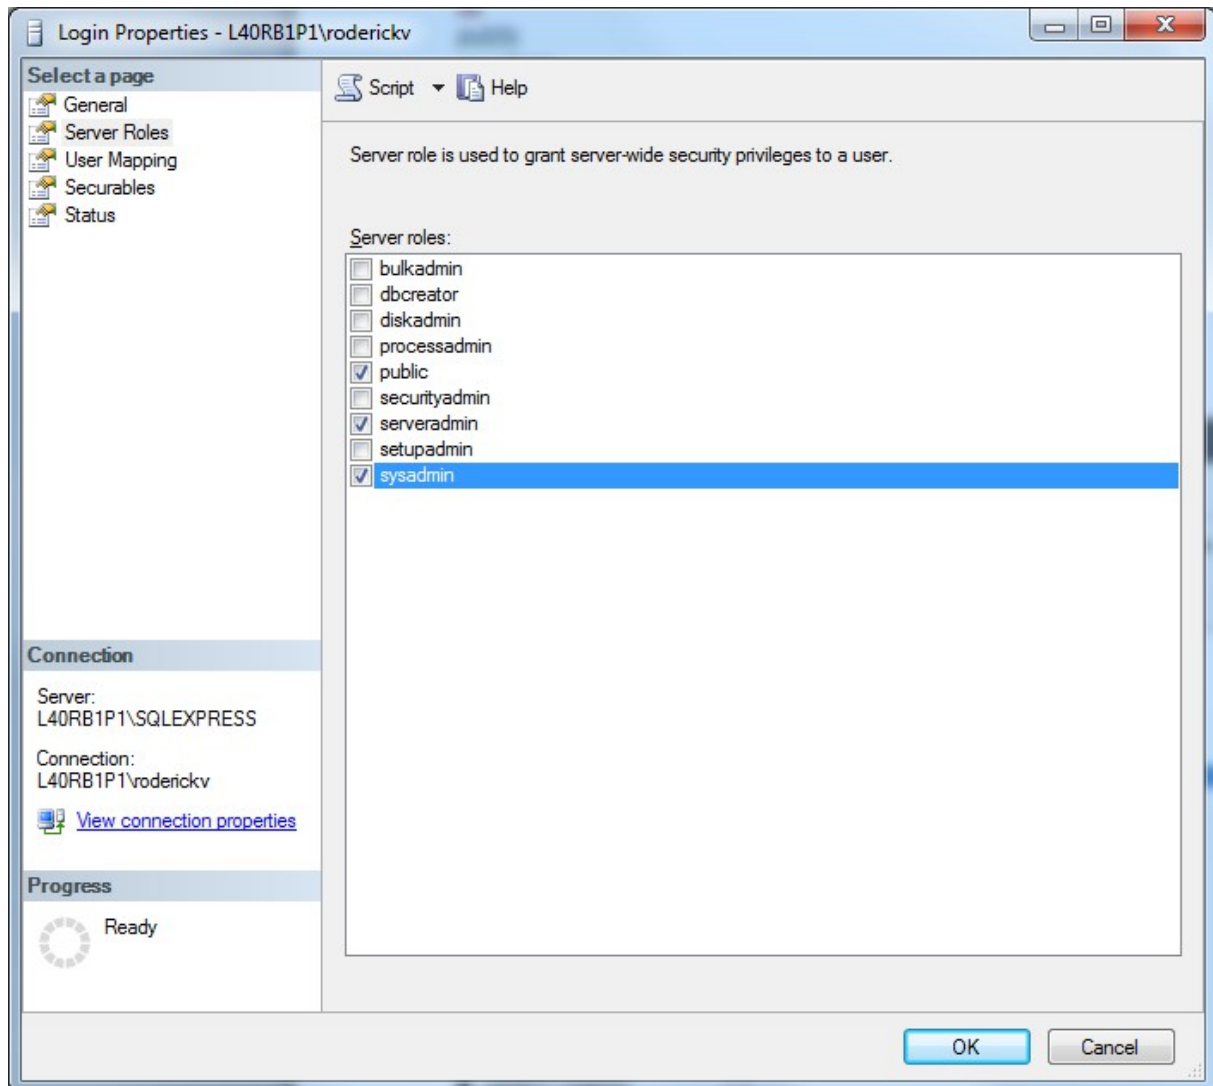 Login Properties - L40RB1P1\roderickv
Select a page
General
Server Roles
User Mapping
Securables
Status
Script
Help
Server role is used to grant server-wide security privileges to a user.
Server roles:
bulkadmin
dbcreator
diskadmin
processadmin
public
securityadmin
serveradmin
setupadmin
sysadmin
Connection
Server:
L40RB1P1\SQLEXPRESS
Connection:
L40RB1P1\roderickv
View connection properties
Progress
Ready
OK
Cancel